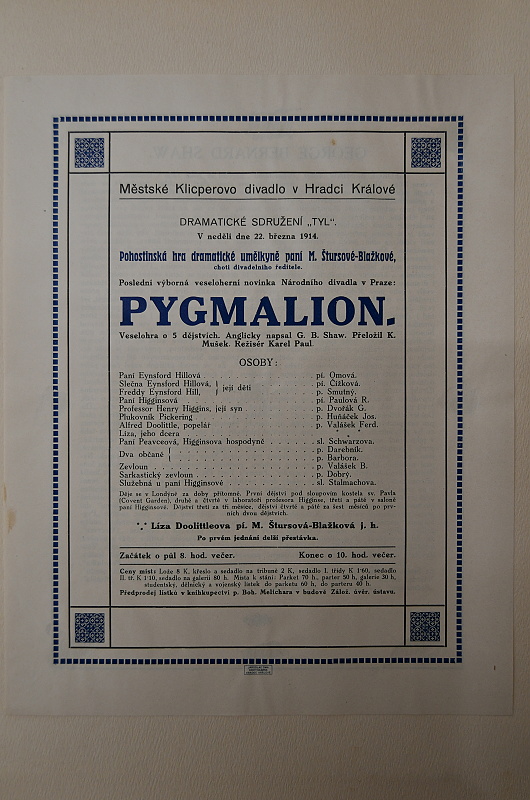 Městské Klicperovo divadlo v Hradci Králové
DRAMATICKÉ SDRUŽENÍ „TYL“.
V neděli dne 22. března 1914.
Pohostinská hra dramatické umělkyně paní M. Štursové-Blažkové,
choti divadelního ředitele.
Poslední výborná veseloherní novinka Národního divadla v Praze:
PYGMALION.
Veselohra o 5 dějstvích. Anglicky napsal G. B. Shaw. Přeložil K.
Mušek. Režisér Karel Paul.
OSOBY:
Paní Eynsford Hillová . . . . . . . . . . . pí. Omová.
Slečna Eynsford Hillová, } její děti . . . . . . . pí. Čížková.
Freddy Eynsford Hill, . . . . . . . p. Smutný.
Paní Higginsová . . . . . . . . . . . pí. Paulová R.
Professor Henry Higgins, její syn . . . . . . . p. Dvořák G.
Plukovník Pickering . . . . . . . . . . . p. Huňáček Jos.
Alfred Doolittle, popelář . . . . . . . . . p. Valášek Ferd.
Líza, jeho dcera . . . . . . . . . . . * * *
Paní Peavceová, Higginsova hospodyně . . . . . sl. Schwarzova.
Dva občané { . . . . . . . . . . p. Darebník.
p. Barbora.
Zevloun . . . . . . . . . . . . . p. Valášek B.
Sarkastický zevloun . . . . . . . . . . p. Dobrý.
Služebná u paní Higginsové . . . . . . . . sl. Stalmachova.
Děje se v Londýně za doby přítomné. První dějství pod sloupovím kostela sv. Pavla
(Covent Garden), druhé a čtvrté v laboratoři profesora Higginse, třetí a páté v salóně
paní Higginsové. Dějství třetí za tři měsíce, dějství čtvrté a páté za šest měsíců po prv-
ních dvou dějstvích.
*** Líza Doolittleova pí. M. Štursová-Blažková j. h.
Po prvém jednání delší přestávka.
Začátek o půl 8. hod. večer. Konec o 10. hod. večer.
Ceny míst: Lože 8 K, křeslo a sedadlo na tribuně 2 K, sedadlo I. třídy K 1·60, sedadlo
II. tř. K 1·10, sedadlo na galerii 80 h. Místa k stání: Parket 70 h., parter 50 h, galerie 30 h,
studentský, dělnický a vojenský lístek do parketu 60 h, do parteru 40 h.
Předprodej lístků v knihkupectví p. Boh. Melichara v budově Zálož. úvěr. ústavu.